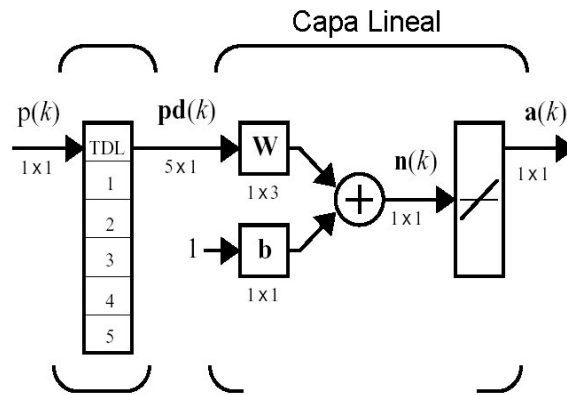 Capa Lineal
p(k)
1 x 1
TDL
1
2
3
4
5
pd(k)
5 x 1
W
1 x 3
1
b
1 x 1
n(k)
1 x 1
a(k)
1 x 1